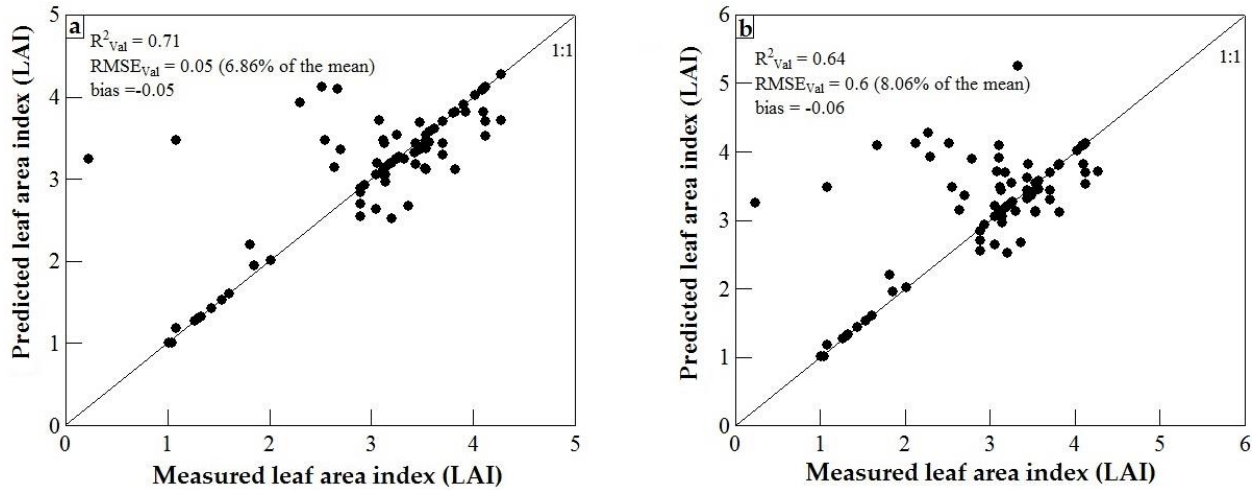 a
R²Val = 0.71
RMSEVal = 0.05 (6.86% of the mean)
bias =-0.05
1:1
5
4
3
2
1
0
0 1 2 3 4 5
Predicted leaf area index (LAI)
Measured leaf area index (LAI)
b
R²Val = 0.64
RMSEVal = 0.6 (8.06% of the mean)
bias = -0.06
1:1
6
5
4
3
2
1
0
0 1 2 3 4 5 6
Predicted leaf area index (LAI)
Measured leaf area index (LAI)